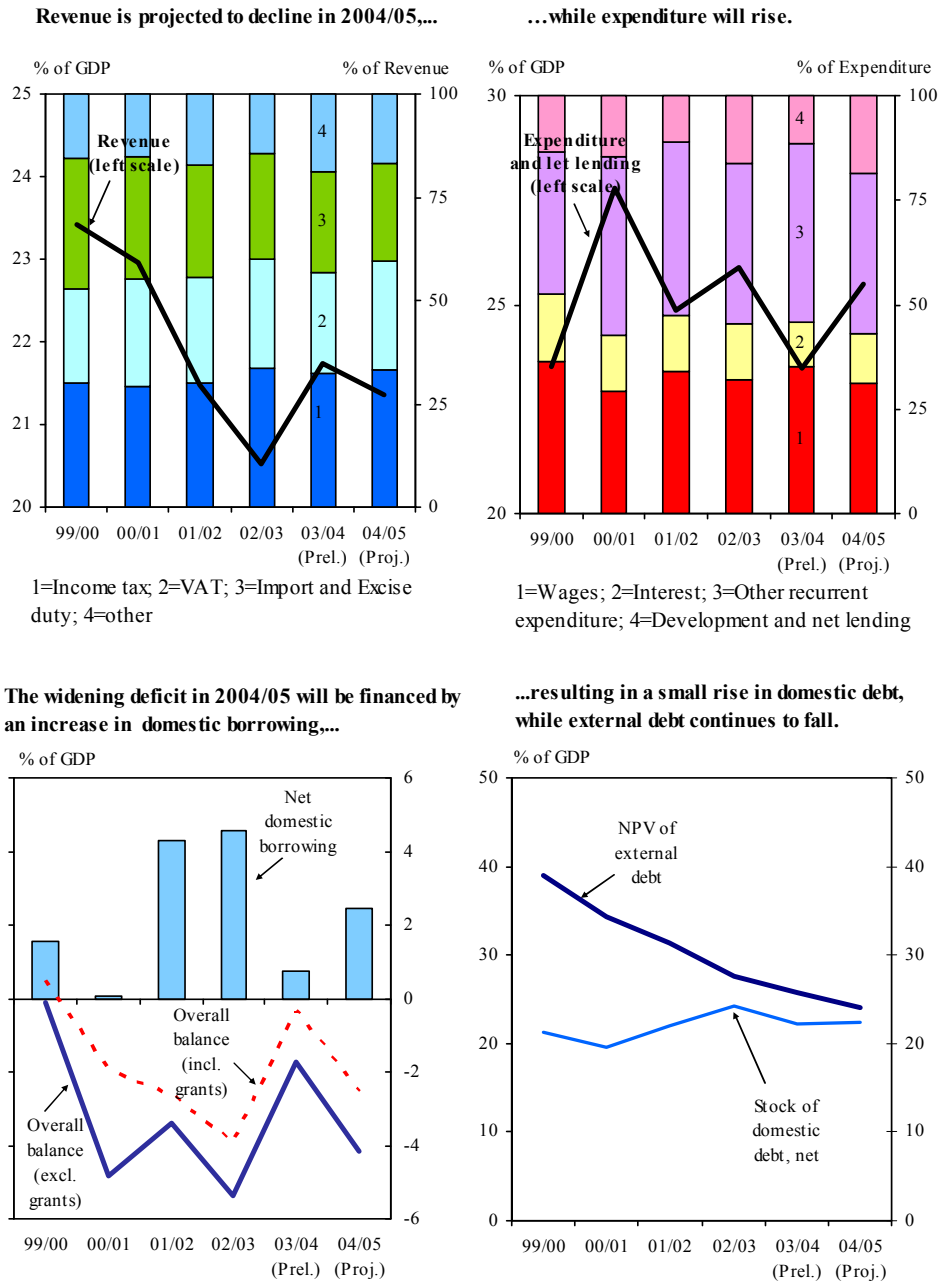 Revenue is projected to decline in 2004/05,...
% of GDP
% of Revenue
25
24
23
22
21
20
100
75
50
25
0
Revenue
(left scale)
4
3
2
1
99/00 00/01 01/02 02/03 03/04 04/05
(Prel.) (Proj.)
1=Income tax; 2=VAT; 3=Import and Excise
duty; 4=other
…while expenditure will rise.
% of GDP
% of Expenditure
30
25
20
100
75
50
25
0
Expenditure
and let lending
(left scale)
4
3
2
1
99/00 00/01 01/02 02/03 03/04 04/05
(Prel.) (Proj.)
1=Wages; 2=Interest; 3=Other recurrent
expenditure; 4=Development and net lending
The widening deficit in 2004/05 will be financed by
an increase in domestic borrowing,...
% of GDP
6
4
2
0
-2
-4
-6
Net
domestic
borrowing
Overall
balance
(incl.
grants)
Overall
balance
(excl.
grants)
99/00 00/01 01/02 02/03 03/04 04/05
(Prel.) (Proj.)
...resulting in a small rise in domestic debt,
while external debt continues to fall.
% of GDP
50
40
30
20
10
0
50
40
30
20
10
0
NPV of
external
debt
Stock of
domestic
debt, net
99/00 00/01 01/02 02/03 03/04 04/05
(Prel.) (Proj.)